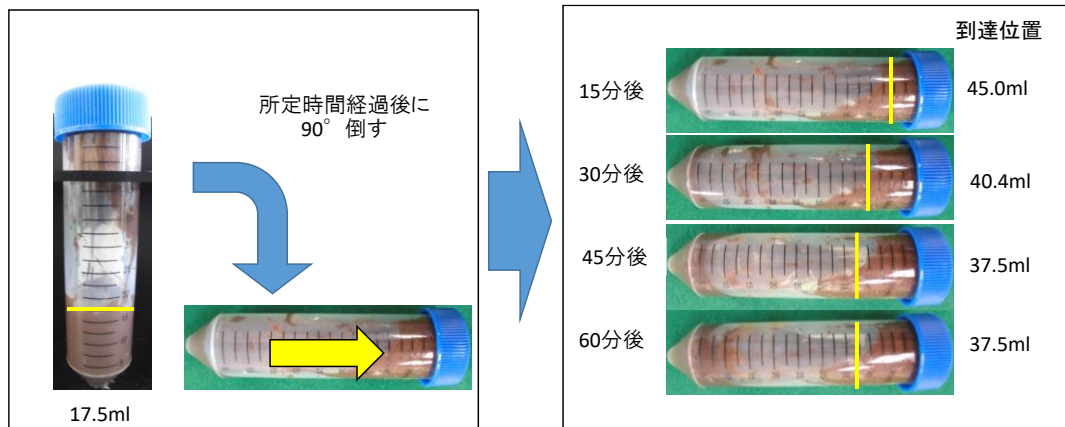 所定時間経過後に
90°倒す
17.5ml
到達位置
15分後
45.0ml
30分後
40.4ml
45分後
37.5ml
60分後
37.5ml